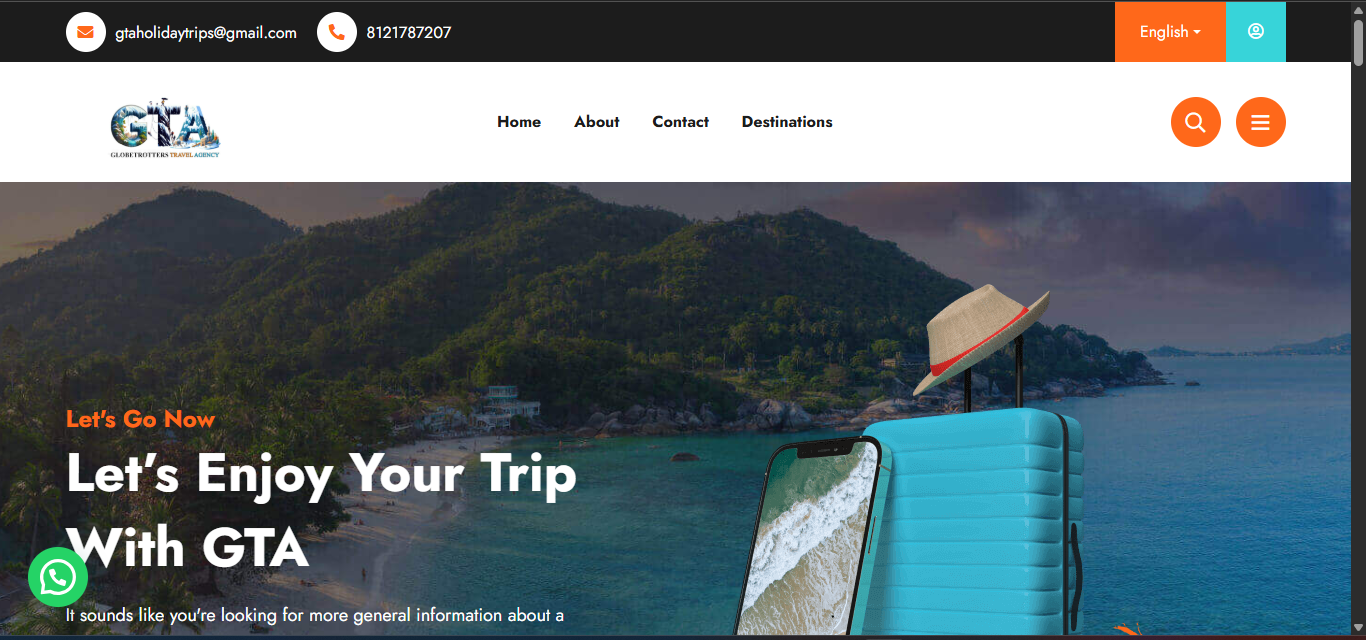 gtaholidaytrips@gmail.com 8121787207 English
GTA
GLOBETROTTERS TRAVEL AGENCY
Home About Contact Destinations
Let's Go Now
Let's Enjoy Your Trip
With GTA
It sounds like you're looking for more general information about a